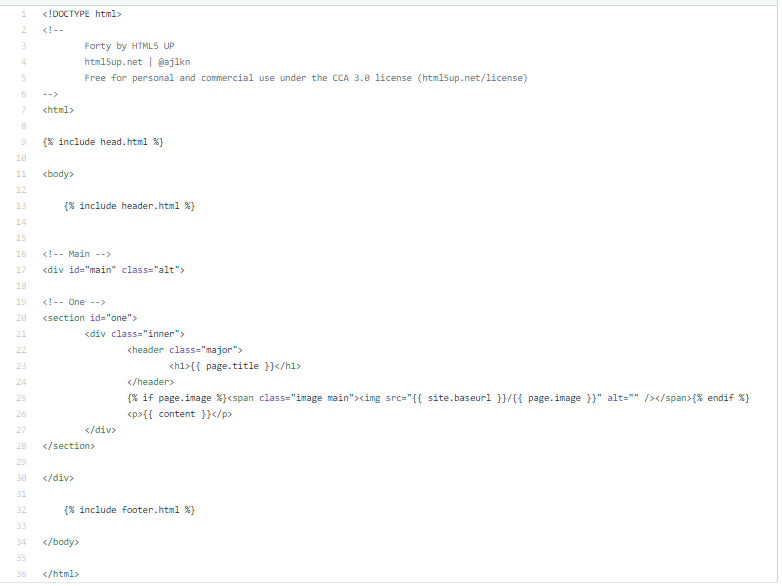 1 <!DOCTYPE html>
2 <!--
3 Forty by HTML5 UP
4 html5up.net | @ajlkn
5 Free for personal and commercial use under the CCA 3.0 license (html5up.net/license)
6 -->
7 <html>
8
9 {% include head.html %}
10
11 <body>
12
13 {% include header.html %}
14
15
16 <!-- Main -->
17 <div id="main" class="alt">
18
19 <!-- One -->
20 <section id="one">
21 <div class="inner">
22 <header class="major">
23 <h1>{{ page.title }}</h1>
24 </header>
25 {% if page.image %}<span class="image main"><img src="{{ site.baseurl }}/{{ page.image }}" alt="" /></span>{% endif %}
26 <p>{{ content }}</p>
27 </div>
28 </section>
29
30 </div>
31
32 {% include footer.html %}
33
34 </body>
35
36 </html>